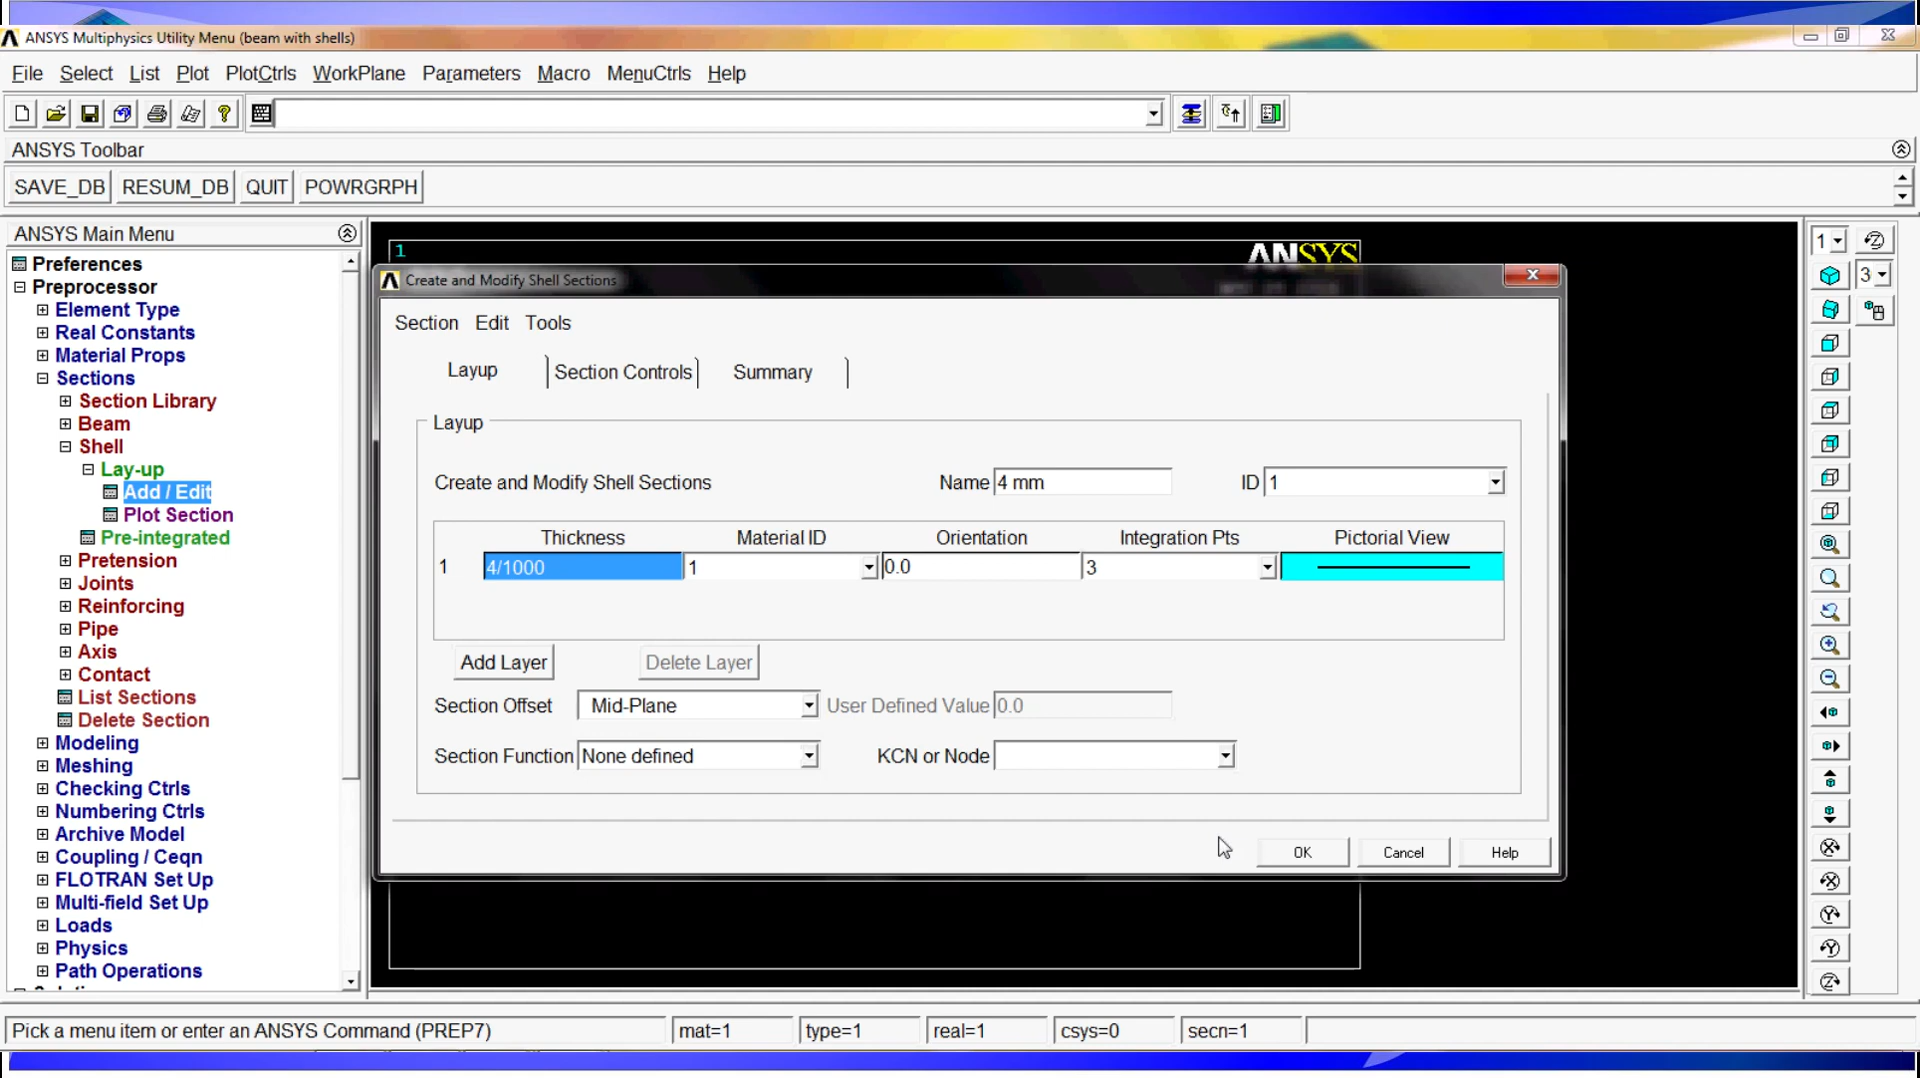 ANSYS Multiphysics Utility Menu (beam with shells)
File Select List Plot PlotCtrls WorkPlane Parameters Macro MenuCtrls Help
ANSYS Toolbar
SAVE_DB RESUM_DB QUIT POWRGRPH
ANSYS Main Menu
Preferences
Preprocessor
Element Type
Real Constants
Material Props
Sections
Section Library
Beam
Shell
Lay-up
Add / Edit
Plot Section
Pre-integrated
Pretension
Joints
Reinforcing
Pipe
Axis
Contact
List Sections
Delete Section
Modeling
Meshing
Checking Ctrls
Numbering Ctrls
Archive Model
Coupling / Ceqn
FLOTRAN Set Up
Multi-field Set Up
Loads
Physics
Path Operations
1
ANSYS
Create and Modify Shell Sections
Section Edit Tools
Layup Section Controls Summary
Layup
Create and Modify Shell Sections Name 4 mm ID 1
Thickness Material ID Orientation Integration Pts Pictorial View
1 4/1000 1 0.0 3
Add Layer Delete Layer
Section Offset Mid-Plane User Defined Value 0.0
Section Function None defined KCN or Node
OK Cancel Help
1
3
Pick a menu item or enter an ANSYS Command (PREP7) mat=1 type=1 real=1 csys=0 secn=1